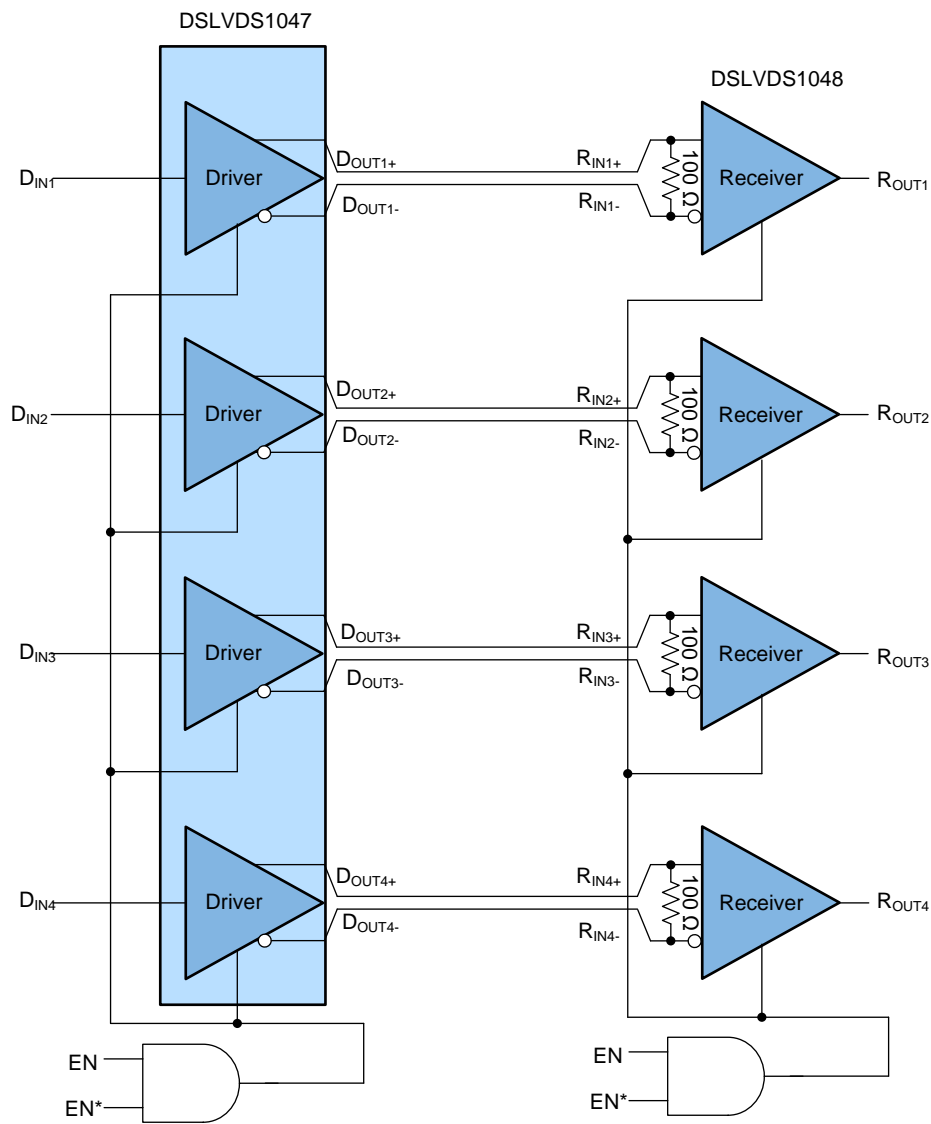 DSLVDS1047
DSLVDS1048
DIN1
Driver
DOUT1+
DOUT1-
RIN1+
RIN1-
100 Ω
Receiver
ROUT1
DIN2
Driver
DOUT2+
DOUT2-
RIN2+
RIN2-
100 Ω
Receiver
ROUT2
DIN3
Driver
DOUT3+
DOUT3-
RIN3+
RIN3-
100 Ω
Receiver
ROUT3
DIN4
Driver
DOUT4+
DOUT4-
RIN4+
RIN4-
100 Ω
Receiver
ROUT4
EN
EN*
EN
EN*